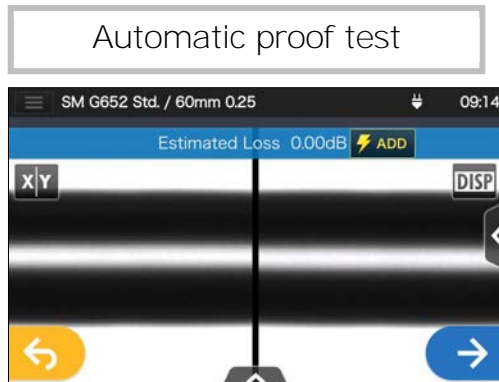 Automatic proof test
SM G652 Std. / 60mm 0.25 09:14
Estimated Loss 0.00dB ADD
X|Y DISP